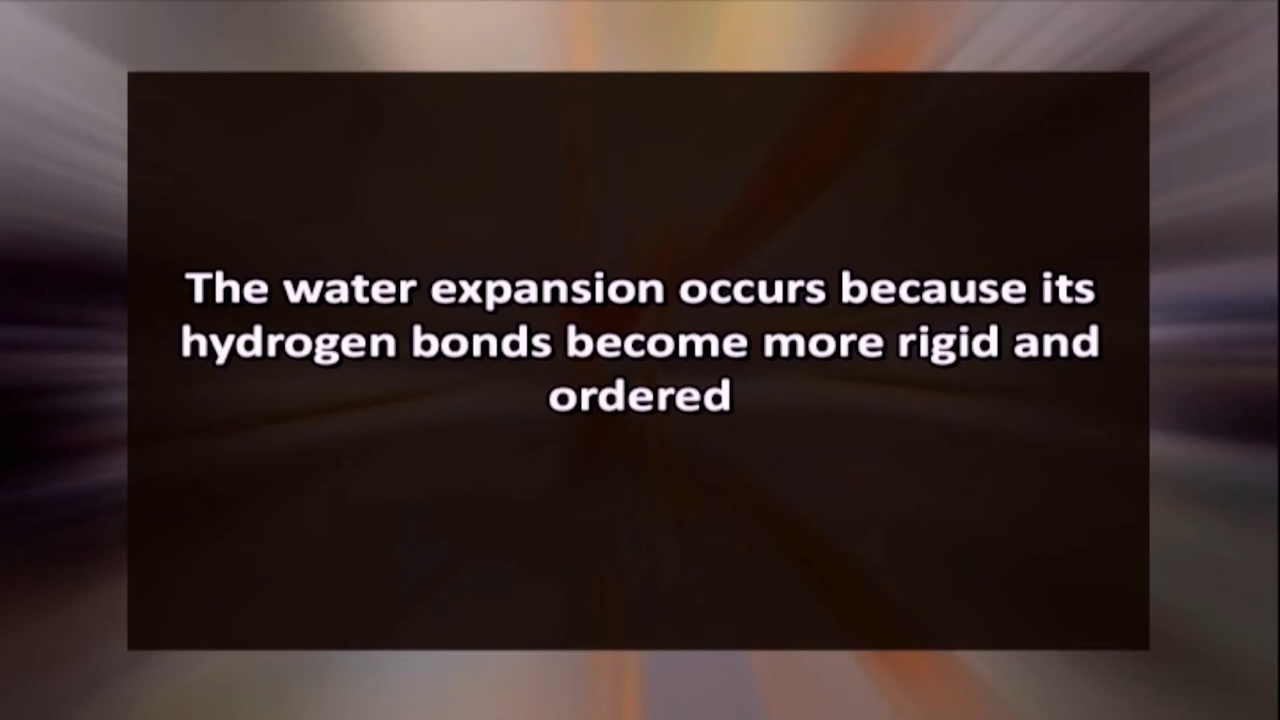 The water expansion occurs because its
hydrogen bonds become more rigid and
ordered